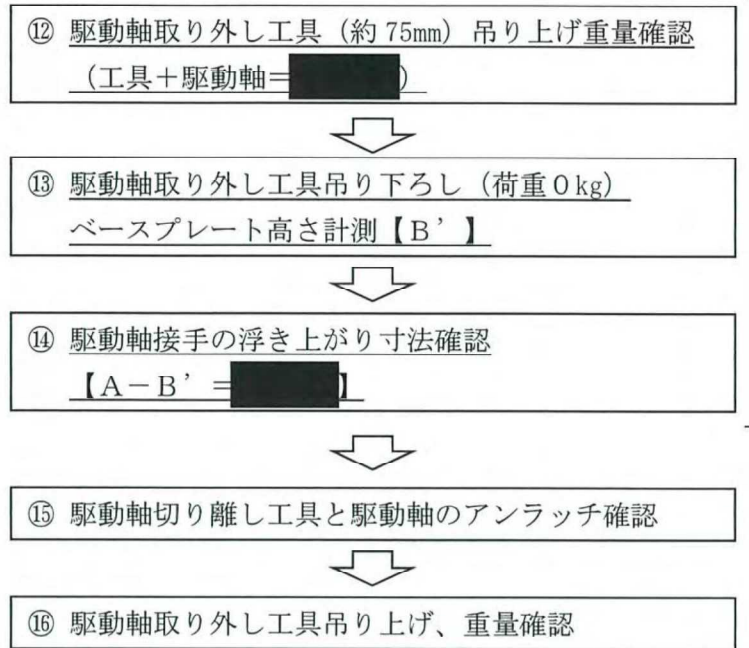 ⑫ 駆動軸取り外し工具（約 75mm）吊り上げ重量確認
（工具＋駆動軸＝）
⑬ 駆動軸取り外し工具吊り下ろし（荷重０kg）
ベースプレート高さ計測【Ｂ’】
⑭ 駆動軸接手の浮き上がり寸法確認
【Ａ－Ｂ’＝】
⑮ 駆動軸切り離し工具と駆動軸のアンラッチ確認
⑯ 駆動軸取り外し工具吊り上げ、重量確認